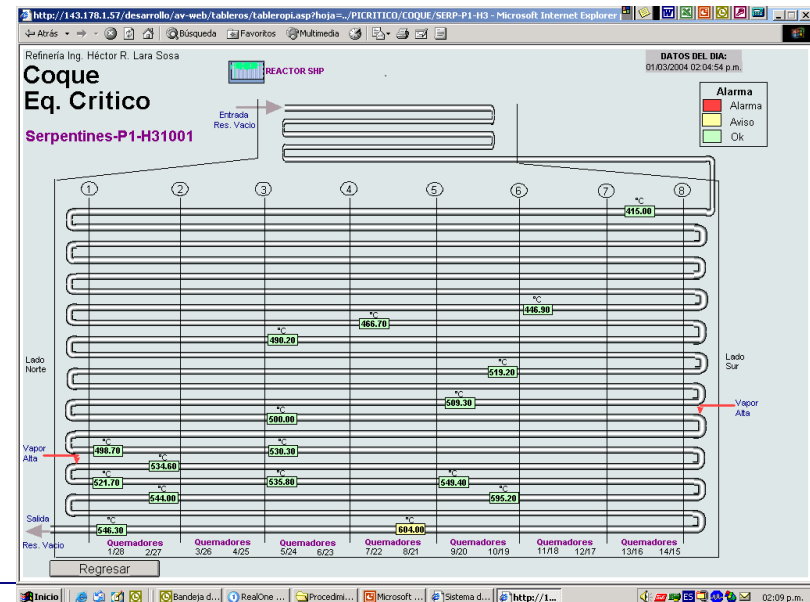 http://143.178.1.57/desarrollo/av-web/tableros/tableropi.asp?hoja=../PICRITICO/COQUE/SERP-P1-H3 - Microsoft Internet Explorer
Atrás Búsqueda Favoritos Multimedia
Refinería Ing. Héctor R. Lara Sosa
Coque
Eq. Critico
Serpentines-P1-H31001
REACTOR SHP
DATOS DEL DIA:
01/03/2004 02:04:54 p.m.
Alarma
Alarma
Aviso
Ok
Entrada
Res. Vacio
1 2 3 4 5 6 7 8
°C
415.00
°C
446.90
°C
466.70
°C
490.20
Lado
Norte
Lado
Sur
°C
519.20
°C
509.30
Vapor
Alta
°C
500.00
Vapor
Alta
°C °C
498.70 530.30
°C
534.60
°C °C °C
521.70 535.80 549.40
°C °C
544.00 595.20
Salida
°C °C
546.30 604.00
Res. Vacio
Quemadores Quemadores Quemadores Quemadores Quemadores Quemadores Quemadores
1/28 2/27 3/26 4/25 5/24 6/23 7/22 8/21 9/20 10/19 11/18 12/17 13/16 14/15
Regresar
Inicio Bandeja d... RealOne ... Procedimi... Microsoft ... Sistema d... http://1... ES 02:09 p.m.